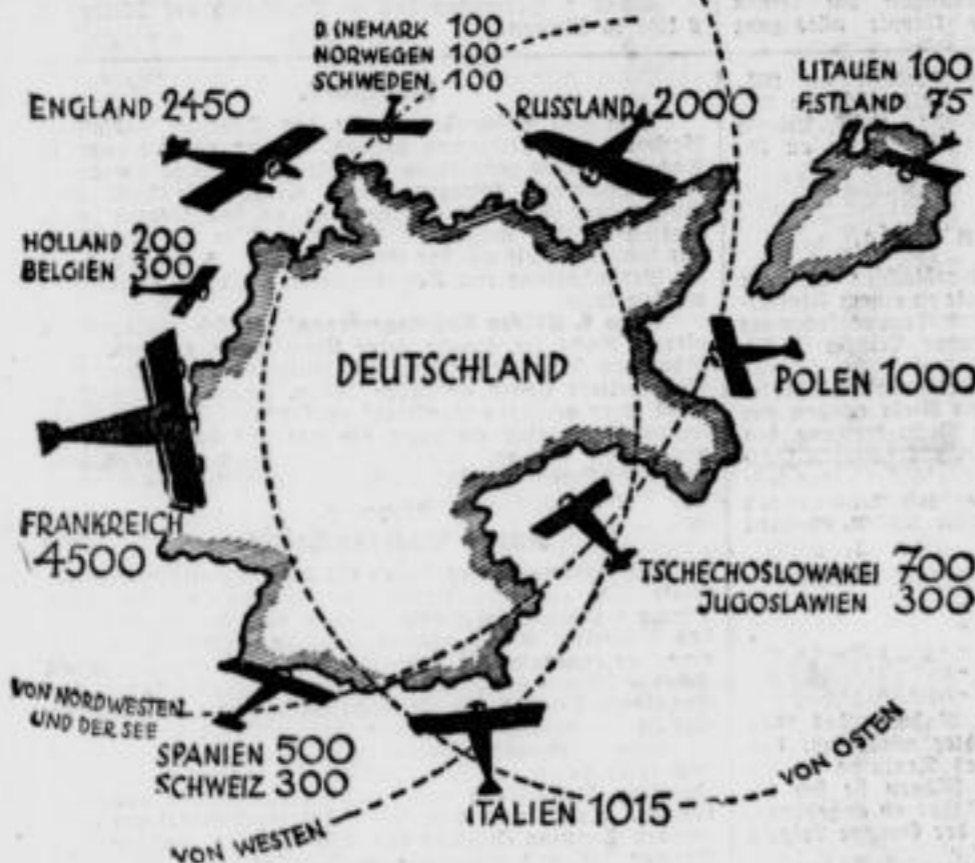 DÄNEMARK 100
NORWEGEN 100
SCHWEDEN 100
ENGLAND 2450
RUSSLAND 2000
LITAUEN 100
ESTLAND 75
HOLLAND 200
BELGIEN 300
DEUTSCHLAND
POLEN 1000
FRANKREICH
4500
TSCHECHOSLOWAKEI 700
JUGOSLAWIEN 300
VON NORDWESTEN
UND DER SEE
SPANIEN 500
SCHWEIZ 300
ITALIEN 1015
VON OSTEN
VON WESTEN